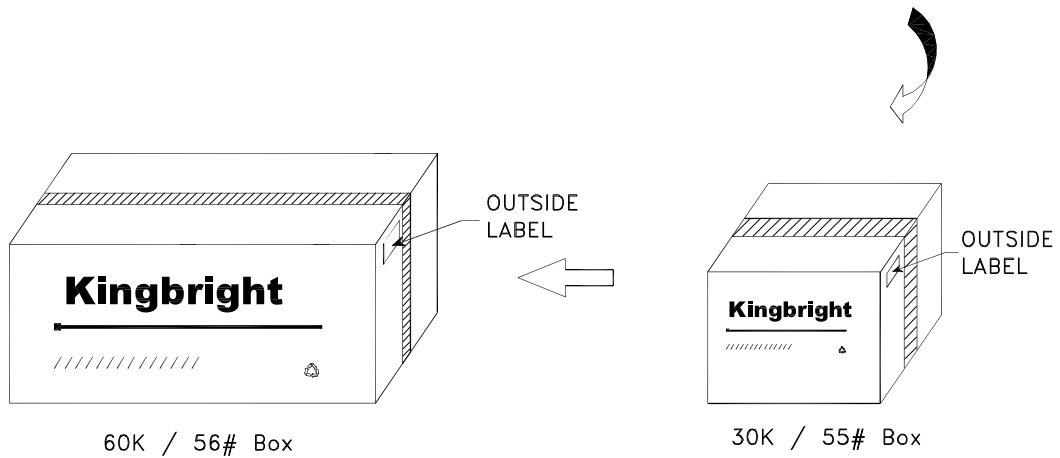 OUTSIDE
LABEL
Kingbright
60K / 56# Box
OUTSIDE
LABEL
Kingbright
30K / 55# Box